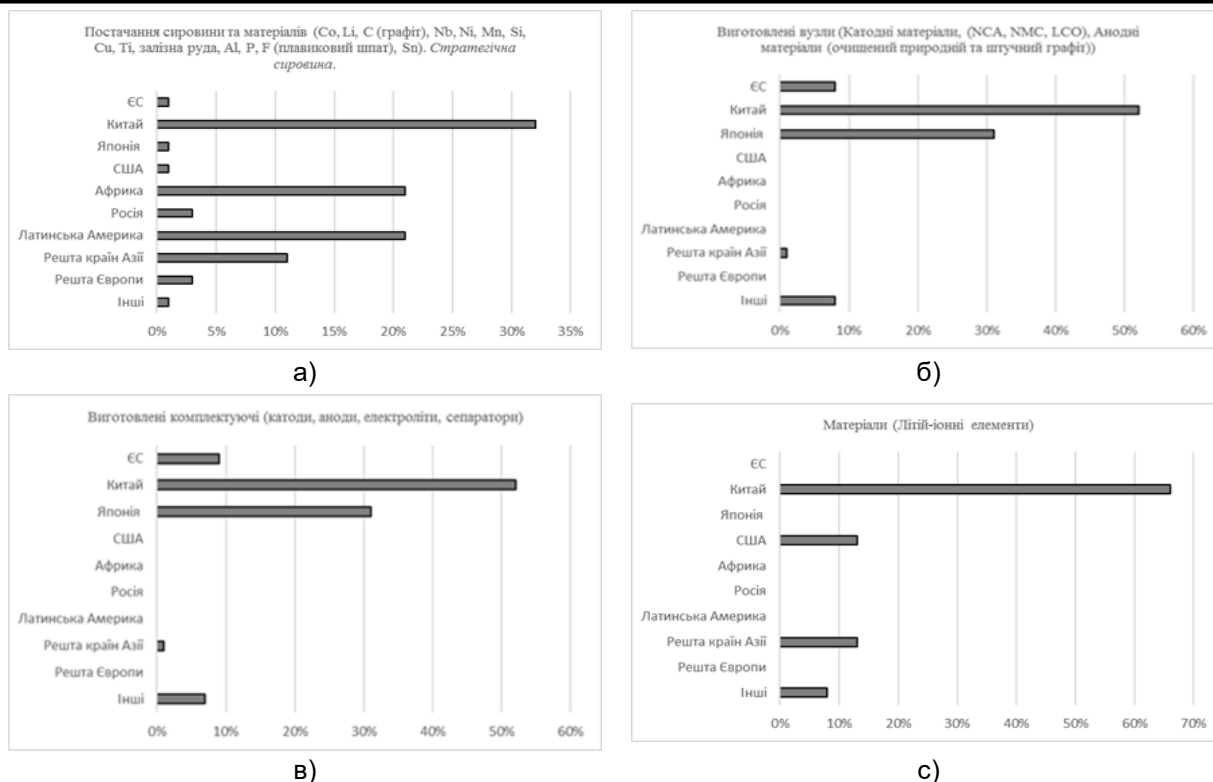 Постачання сировини та матеріалів (Co, Li, C (графіт), Nb, Ni, Mn, Si,
Cu, Ti, залізна руда, Al, P, F (плавиковий шпат), Sn). Стратегічна
сировина.
ЄС
Китай
Японія
США
Африка
Росія
Латинська Америка
Решта країн Азії
Решта Європи
Інші
0% 5% 10% 15% 20% 25% 30% 35%
а)
Виготовлені вузли (Катодні матеріали, (NCA, NMC, LCO), Анодні
матеріали (очищений природній та штучний графіт))
ЄС
Китай
Японія
США
Африка
Росія
Латинська Америка
Решта країн Азії
Решта Європи
Інші
0% 10% 20% 30% 40% 50% 60%
б)
Виготовлені комплектуючі (катоди, аноди, електроліти, сепаратори)
ЄС
Китай
Японія
США
Африка
Росія
Латинська Америка
Решта країн Азії
Решта Європи
Інші
0% 10% 20% 30% 40% 50% 60%
в)
Матеріали (Літій-іонні елементи)
ЄС
Китай
Японія
США
Африка
Росія
Латинська Америка
Решта країн Азії
Решта Європи
Інші
0% 10% 20% 30% 40% 50% 60% 70%
с)